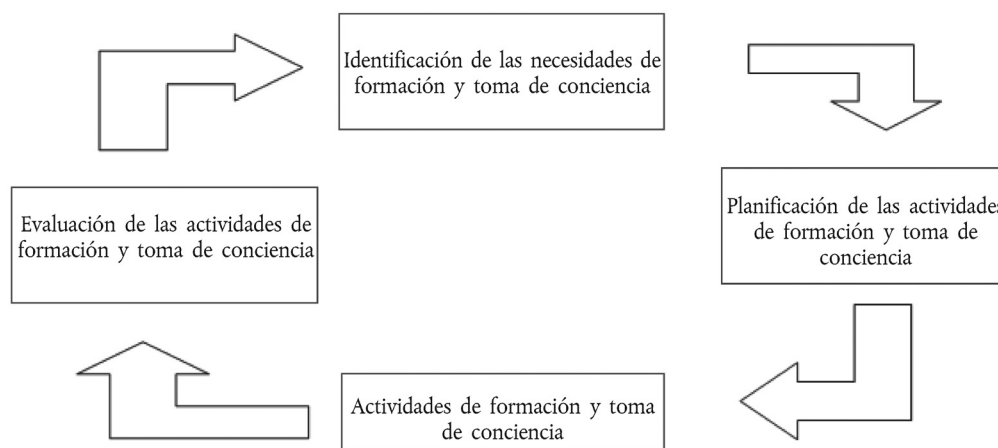 Identificación de las necesidades de
formación y toma de conciencia
Evaluación de las actividades de
formación y toma de conciencia
Planificación de las actividades
de formación y toma de
conciencia
Actividades de formación y toma
de conciencia